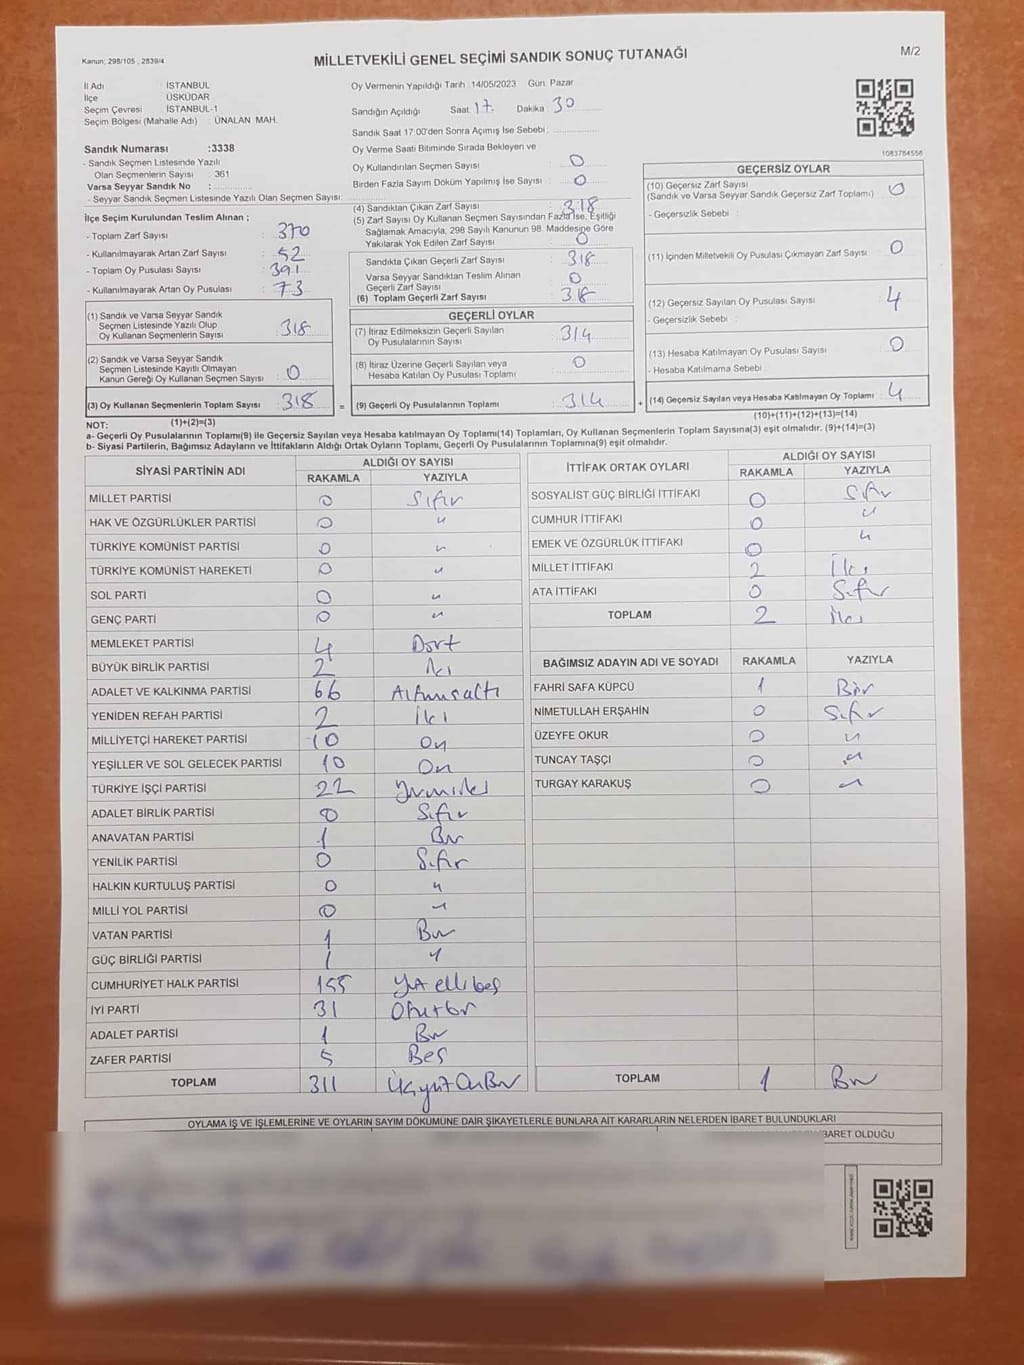 Kanun: 298/105 , 2839/4
MİLLETVEKİLİ GENEL SEÇİMİ SANDIK SONUÇ TUTANAĞI
M/2
İl Adı : İSTANBUL
İlçe : ÜSKÜDAR
Seçim Çevresi : İSTANBUL-1
Seçim Bölgesi (Mahalle Adı) : ÜNALAN MAH.
Oy Vermenin Yapıldığı Tarih :14/05/2023 Gün: Pazar
Sandığın Açıldığı Saat: 17 Dakika: 30
Sandık Saat 17:00'den Sonra Açımış İse Sebebi:
1083784558
Sandık Numarası :3338
- Sandık Seçmen Listesinde Yazılı
Olan Seçmenlerin Sayısı : 361
Varsa Seyyar Sandık No :
- Seyyar Sandık Seçmen Listesinde Yazılı Olan Seçmen Sayısı:
Oy Verme Saati Bitiminde Sırada Bekleyen ve
Oy Kullandırılan Seçmen Sayısı : 0
Birden Fazla Sayım Döküm Yapılmış İse Sayısı : 0
İlçe Seçim Kurulundan Teslim Alınan ;
- Toplam Zarf Sayısı : 370
- Kullanılmayarak Artan Zarf Sayısı : 52
- Toplam Oy Pusulası Sayısı : 391
- Kullanılmayarak Artan Oy Pusulası : 73
(4) Sandıktan Çıkan Zarf Sayısı : 318
(5) Zarf Sayısı Oy Kullanan Seçmen Sayısından Fazla İse, Eşitliği
Sağlamak Amacıyla, 298 Sayılı Kanunun 98. Maddesine Göre
Yakılarak Yok Edilen Zarf Sayısı : 0
Sandıkta Çıkan Geçerli Zarf Sayısı : 318
Varsa Seyyar Sandıktan Teslim Alınan
Geçerli Zarf Sayısı : 0
(6) Toplam Geçerli Zarf Sayısı : 318
GEÇERSİZ OYLAR
(10) Geçersiz Zarf Sayısı
(Sandık ve Varsa Seyyar Sandık Geçersiz Zarf Toplamı) : 0
- Geçersizlik Sebebi :
(11) İçinden Milletvekili Oy Pusulası Çıkmayan Zarf Sayısı : 0
(12) Geçersiz Sayılan Oy Pusulası Sayısı : 4
- Geçersizlik Sebebi :
(13) Hesaba Katılmayan Oy Pusulası Sayısı : 0
- Hesaba Katılmama Sebebi :
(14) Geçersiz Sayılan veya Hesaba Katılmayan Oy Toplamı : 4
(10)+(11)+(12)+(13)=(14)
(1) Sandık ve Varsa Seyyar Sandık
Seçmen Listesinde Yazılı Olup
Oy Kullanan Seçmenlerin Sayısı : 318
(2) Sandık ve Varsa Seyyar Sandık
Seçmen Listesinde Kayıtlı Olmayan
Kanun Gereği Oy Kullanan Seçmen Sayısı : 0
(3) Oy Kullanan Seçmenlerin Toplam Sayısı : 318
(1)+(2)=(3)
=
GEÇERLİ OYLAR
(7) İtiraz Edilmeksizin Geçerli Sayılan
Oy Pusulalarının Sayısı : 314
(8) İtiraz Üzerine Geçerli Sayılan veya
Hesaba Katılan Oy Pusulası Toplamı : 0
(9) Geçerli Oy Pusulalarının Toplamı : 314
+
NOT:
a- Geçerli Oy Pusulalarının Toplamı(9) ile Geçersiz Sayılan veya Hesaba katılmayan Oy Toplamı(14) Toplamları, Oy Kullanan Seçmenlerin Toplam Sayısına(3) eşit olmalıdır. (9)+(14)=(3)
b- Siyasi Partilerin, Bağımsız Adayların ve İttifakların Aldığı Ortak Oyların Toplamı, Geçerli Oy Pusulalarının Toplamına(9) eşit olmalıdır.
SİYASİ PARTİNİN ADI ALDIĞI OY SAYISI
RAKAMLA YAZIYLA
MİLLET PARTİSİ 0 Sıfır
HAK VE ÖZGÜRLÜKLER PARTİSİ 0 "
TÜRKİYE KOMÜNİST PARTİSİ 0 "
TÜRKİYE KOMÜNİST HAREKETİ 0 "
SOL PARTİ 0 "
GENÇ PARTİ 0 "
MEMLEKET PARTİSİ 4 Dört
BÜYÜK BİRLİK PARTİSİ 2 İki
ADALET VE KALKINMA PARTİSİ 66 Altmışaltı
YENİDEN REFAH PARTİSİ 2 İki
MİLLİYETÇİ HAREKET PARTİSİ 10 On
YEŞİLLER VE SOL GELECEK PARTİSİ 10 On
TÜRKİYE İŞÇİ PARTİSİ 22 Yirmiiki
ADALET BİRLİK PARTİSİ 0 Sıfır
ANAVATAN PARTİSİ 1 Bir
YENİLİK PARTİSİ 0 Sıfır
HALKIN KURTULUŞ PARTİSİ 0 "
MİLLİ YOL PARTİSİ 0 "
VATAN PARTİSİ 1 Bir
GÜÇ BİRLİĞİ PARTİSİ 1 "
CUMHURİYET HALK PARTİSİ 155 Yüz ellibeş
İYİ PARTİ 31 Otuzbir
ADALET PARTİSİ 1 Bir
ZAFER PARTİSİ 5 Beş
TOPLAM 311 ÜçyüzOnBir
İTTİFAK ORTAK OYLARI ALDIĞI OY SAYISI
RAKAMLA YAZIYLA
SOSYALİST GÜÇ BİRLİĞİ İTTİFAKI 0 Sıfır
CUMHUR İTTİFAKI 0 "
EMEK VE ÖZGÜRLÜK İTTİFAKI 0 "
MİLLET İTTİFAKI 2 İki
ATA İTTİFAKI 0 Sıfır
TOPLAM 2 İki
BAĞIMSIZ ADAYIN ADI VE SOYADI RAKAMLA YAZIYLA
FAHRİ SAFA KÜPCÜ 1 Bir
NİMETULLAH ERŞAHİN 0 Sıfır
ÜZEYFE OKUR 0 "
TUNCAY TAŞÇI 0 "
TURGAY KARAKUŞ 0 "
TOPLAM 1 Bir
OYLAMA İŞ VE İŞLEMLERİNE VE OYLARIN SAYIM DÖKÜMÜNE DAİR ŞİKAYETLERLE BUNLARA AİT KARARLARIN NELERDEN İBARET BULUNDUKLARI
İBARET OLDUĞU